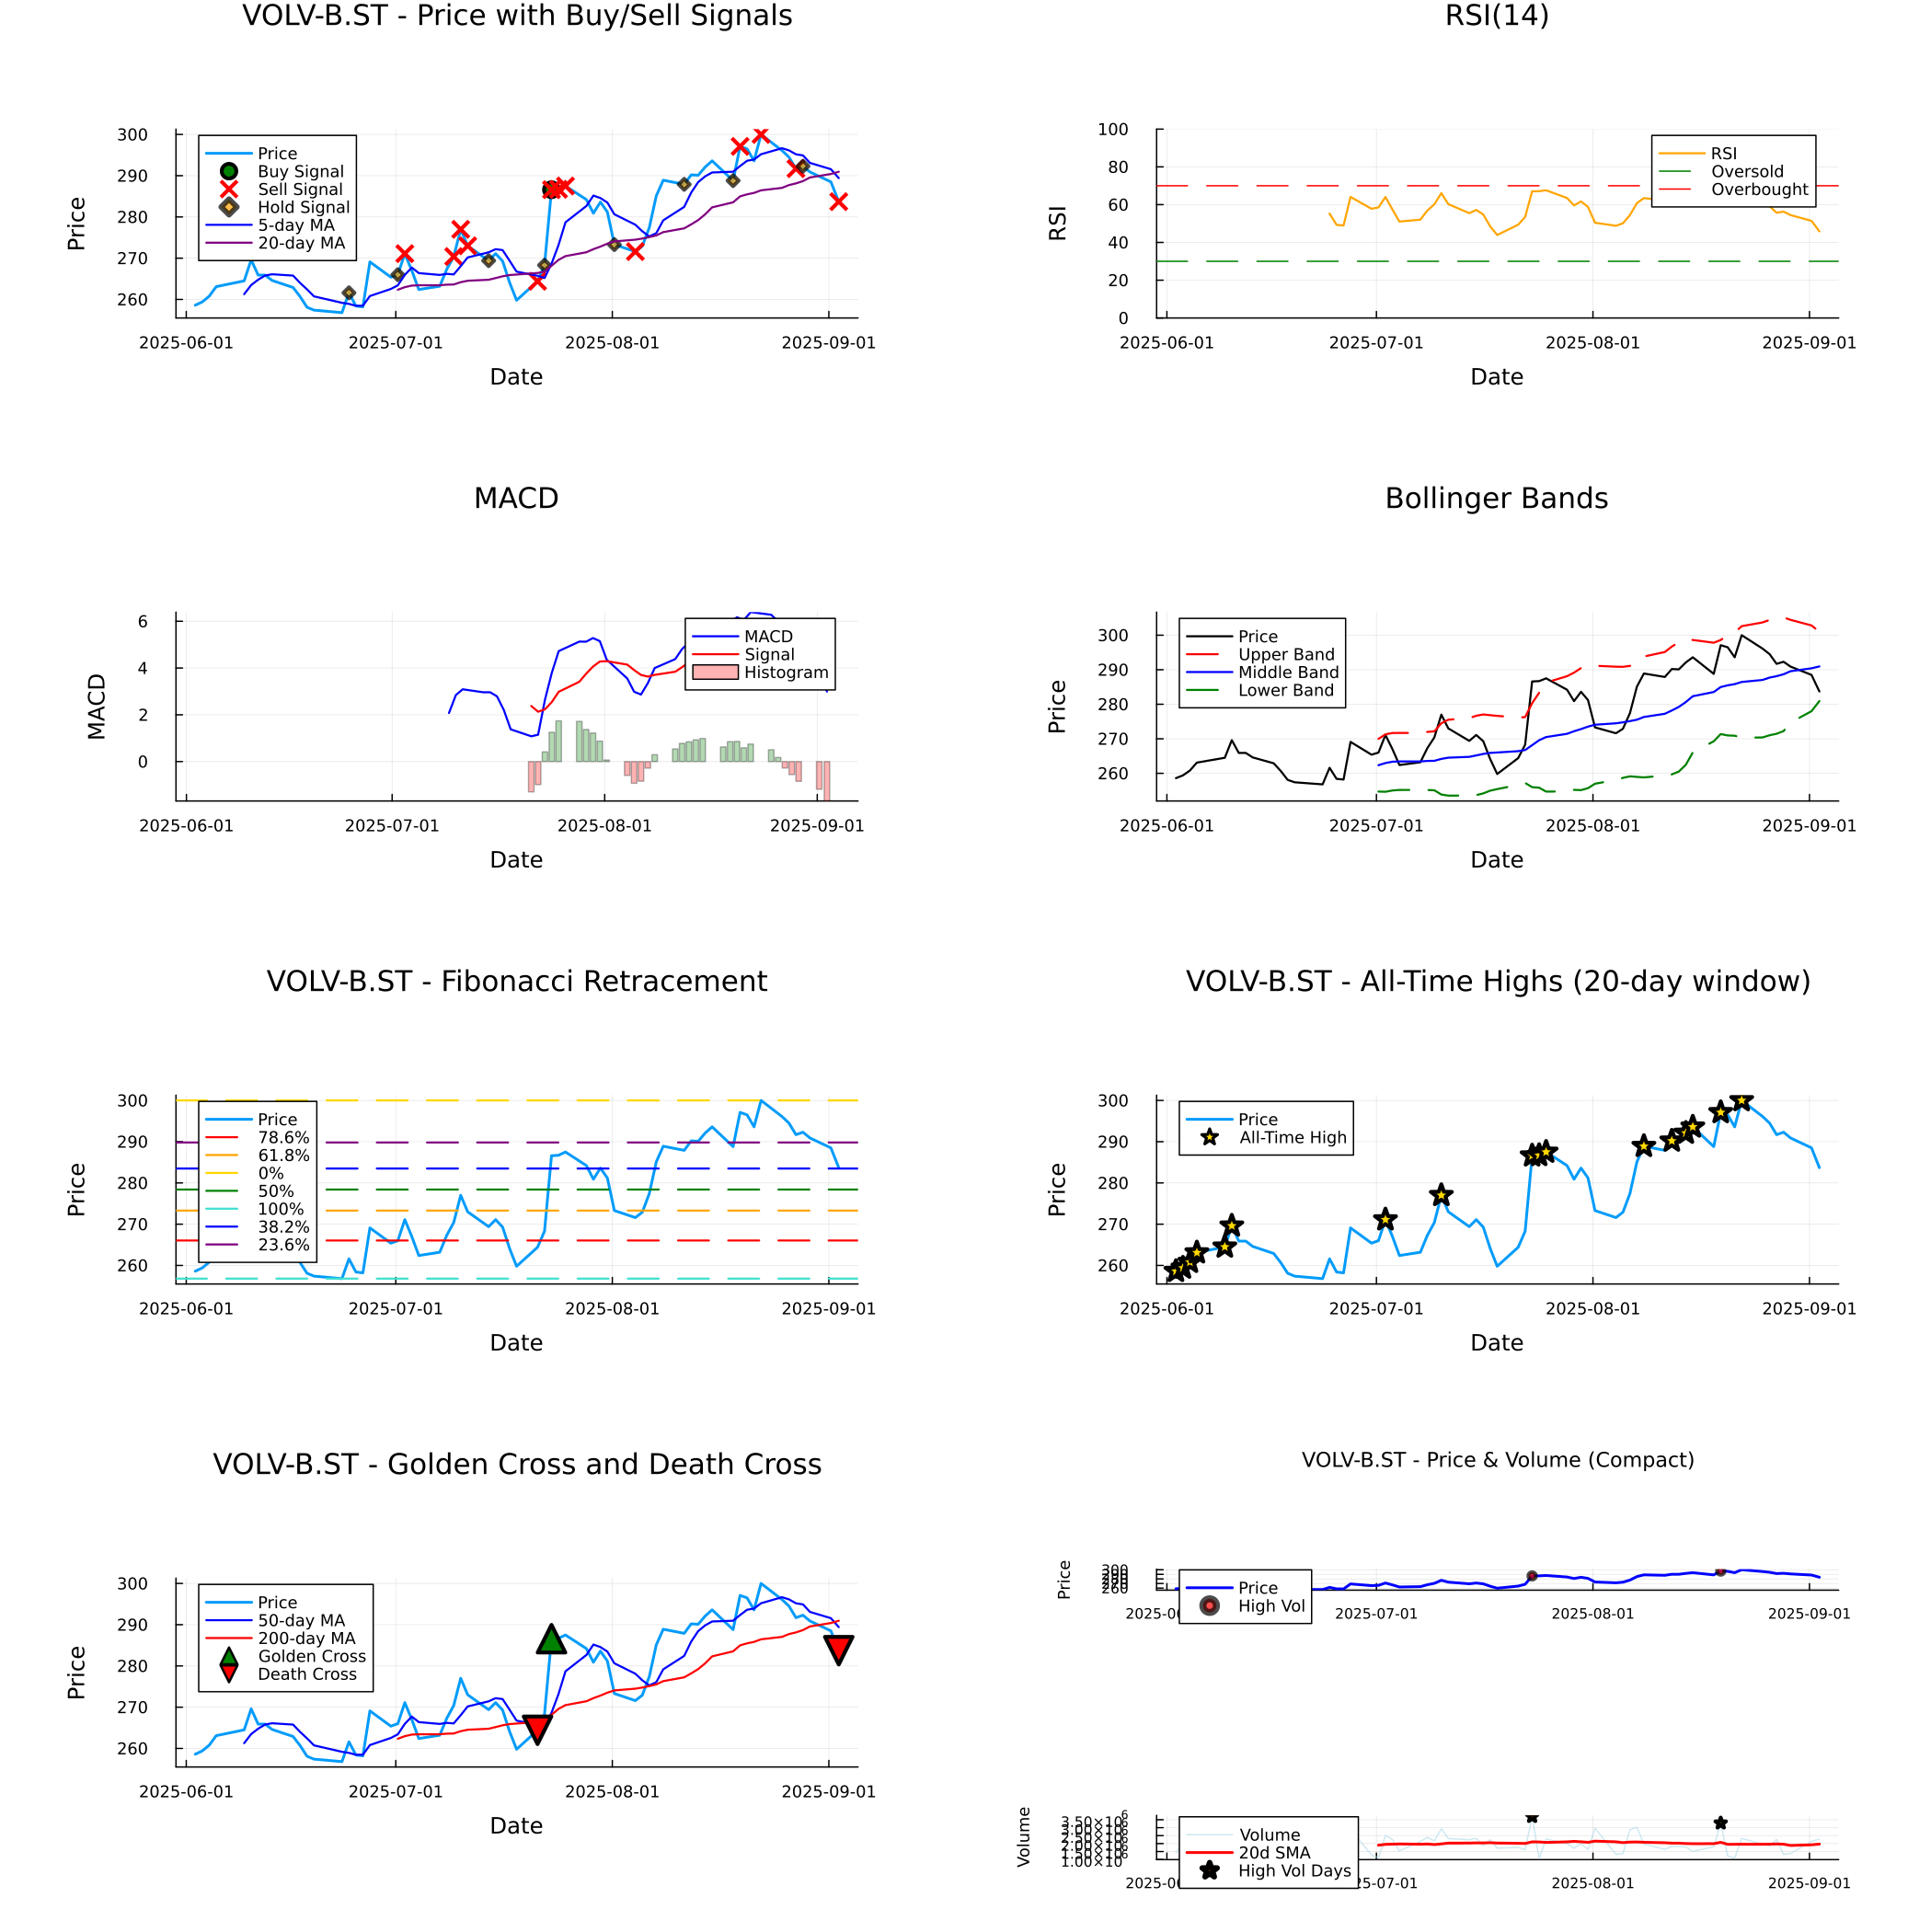 VOLV-B.ST - Price with Buy/Sell Signals
Price
300
290
280
270
260
Price
Buy Signal
Sell Signal
Hold Signal
5-day MA
20-day MA
2025-06-01 2025-07-01 2025-08-01 2025-09-01
Date
RSI(14)
RSI
100
80
60
40
20
0
RSI
Oversold
Overbought
2025-06-01 2025-07-01 2025-08-01 2025-09-01
Date
MACD
MACD
6
4
2
0
MACD
Signal
Histogram
2025-06-01 2025-07-01 2025-08-01 2025-09-01
Date
Bollinger Bands
Price
300
290
280
270
260
Price
Upper Band
Middle Band
Lower Band
2025-06-01 2025-07-01 2025-08-01 2025-09-01
Date
VOLV-B.ST - Fibonacci Retracement
Price
300
290
280
270
260
Price
78.6%
61.8%
0%
50%
100%
38.2%
23.6%
2025-06-01 2025-07-01 2025-08-01 2025-09-01
Date
VOLV-B.ST - All-Time Highs (20-day window)
Price
300
290
280
270
260
Price
All-Time High
2025-06-01 2025-07-01 2025-08-01 2025-09-01
Date
VOLV-B.ST - Golden Cross and Death Cross
Price
300
290
280
270
260
Price
50-day MA
200-day MA
Golden Cross
Death Cross
2025-06-01 2025-07-01 2025-08-01 2025-09-01
Date
VOLV-B.ST - Price & Volume (Compact)
Price
Price
High Vol
2025-07-01 2025-08-01 2025-09-01
Volume
Volume
20d SMA
High Vol Days
2025-08-01 2025-09-01